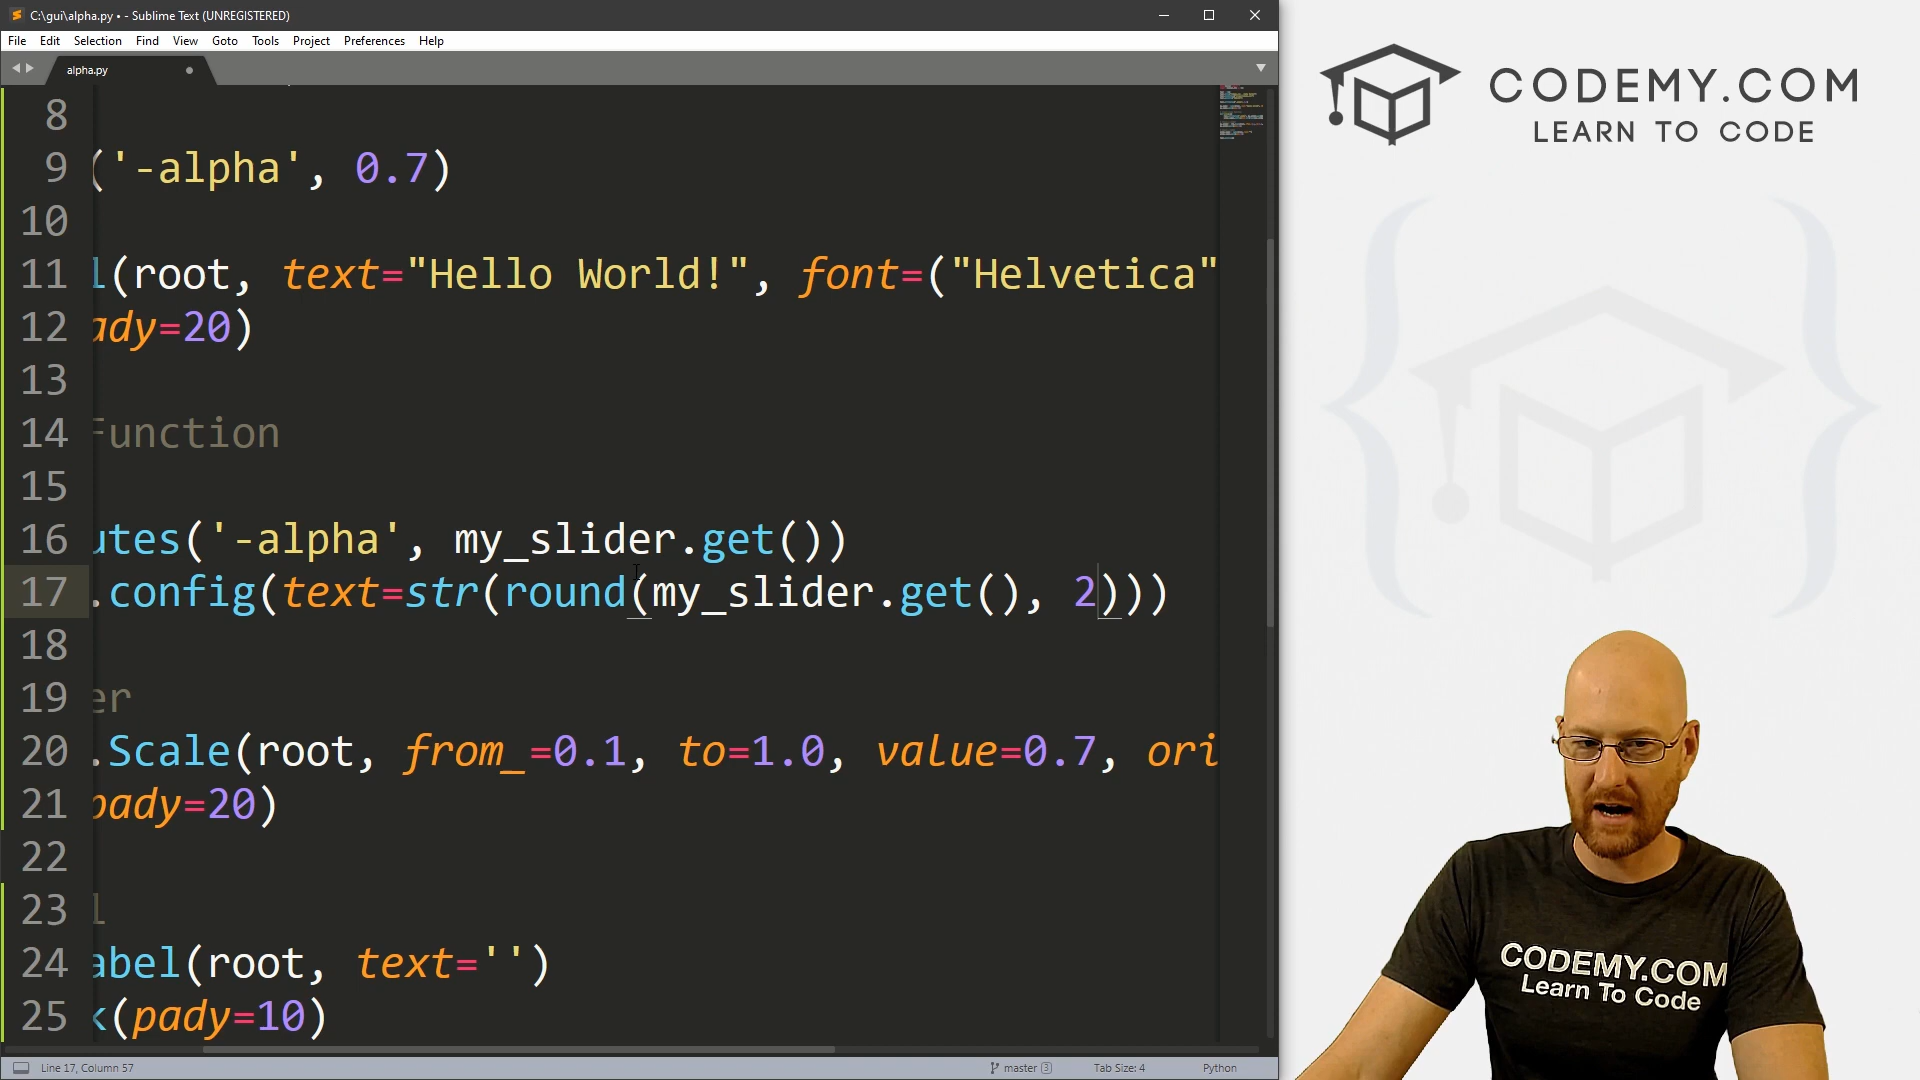 C:\gui\alpha.py • - Sublime Text (UNREGISTERED)
File Edit Selection Find View Goto Tools Project Preferences Help
alpha.py
8
9 ('-alpha', 0.7)
10
11 l(root, text="Hello World!", font=("Helvetica"
12 ady=20)
13
14 Function
15
16 utes('-alpha', my_slider.get())
17 .config(text=str(round(my_slider.get(), 2)))
18
19 er
20 .Scale(root, from_=0.1, to=1.0, value=0.7, ori
21 pady=20)
22
23 l
24 abel(root, text='')
25 k(pady=10)
Line 17, Column 57 master 3 Tab Size: 4 Python
CODEMY.COM
LEARN TO CODE
CODEMY.COM
Learn To Code